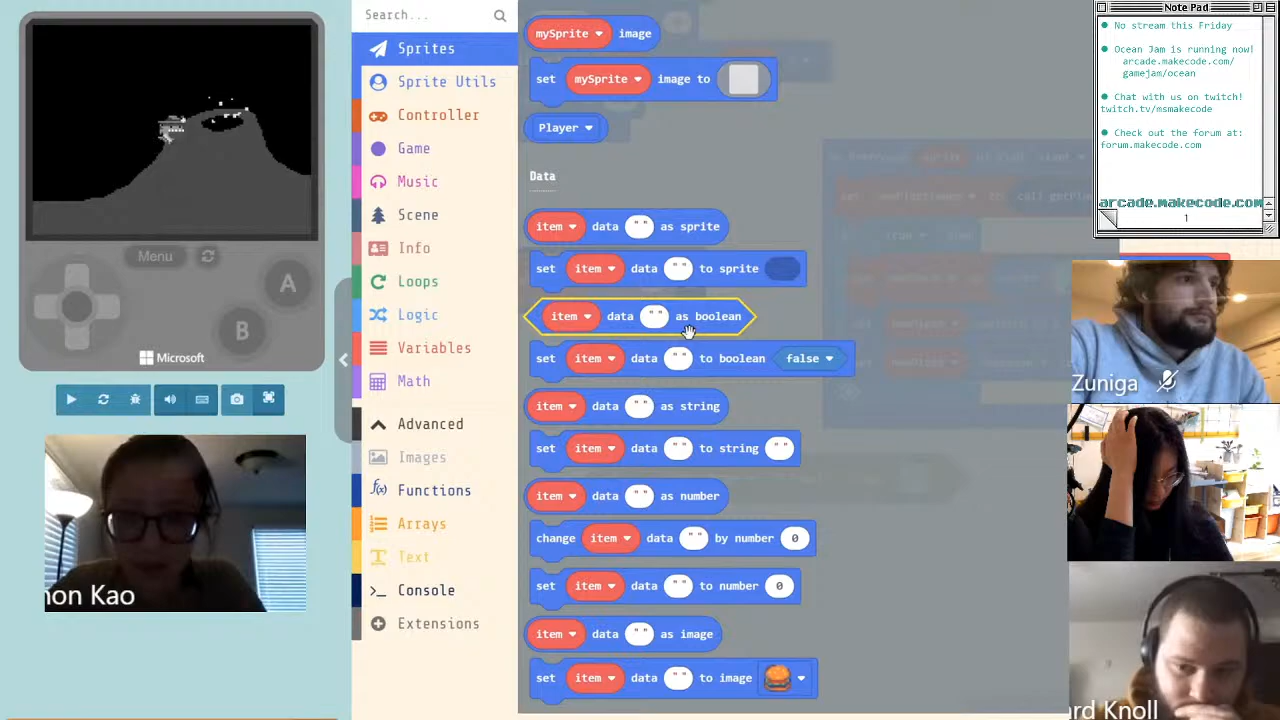 Search...
Sprites
Sprite Utils
Controller
Game
Music
Scene
Info
Loops
Logic
Variables
Math
Advanced
Images
Functions
Arrays
Text
Console
Extensions
mySprite image
set mySprite image to
Player
Data
item data " " as sprite
set item data " " to sprite
item data " " as boolean
set item data " " to boolean false
item data " " as string
set item data " " to string " "
item data " " as number
change item data " " by number 0
set item data " " to number 0
item data " " as image
set item data " " to image
Menu
A
B
Microsoft
non Kao
Note Pad
No stream this Friday
Ocean Jam is running now!
arcade.makecode.com/
gamejam/ocean
Chat with us on twitch!
twitch.tv/msmakecode
Check out the forum at:
forum.makecode.com
arcade.makecode.com
1
Zuniga
ard Knoll